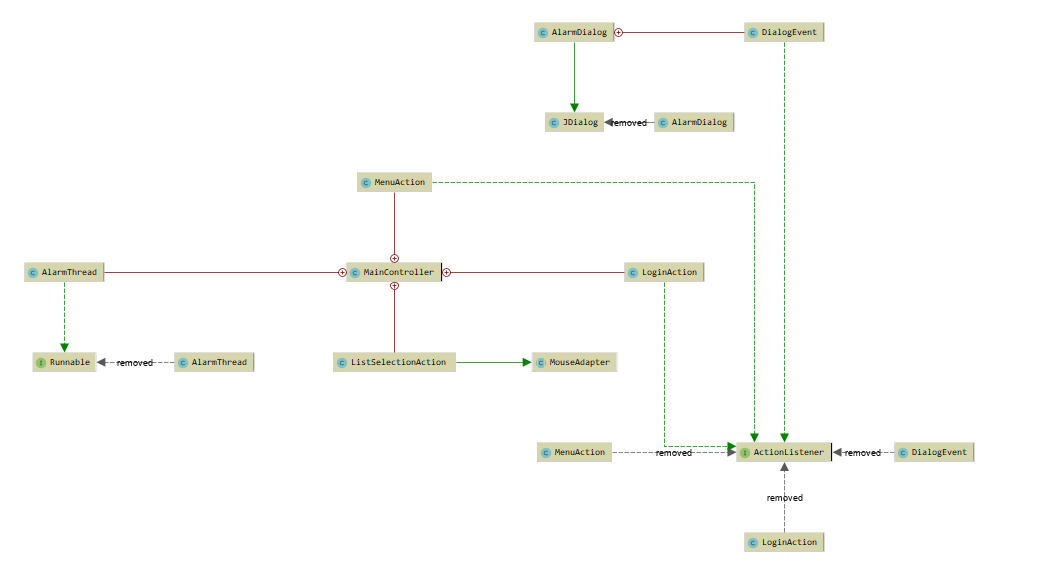 C AlarmDialog
C DialogEvent
C JDialog
removed
C AlarmDialog
C MenuAction
C AlarmThread
C MainController
C LoginAction
I Runnable
removed
C AlarmThread
C ListSelectionAction
C MouseAdapter
C MenuAction
removed
I ActionListener
removed
C DialogEvent
removed
C LoginAction